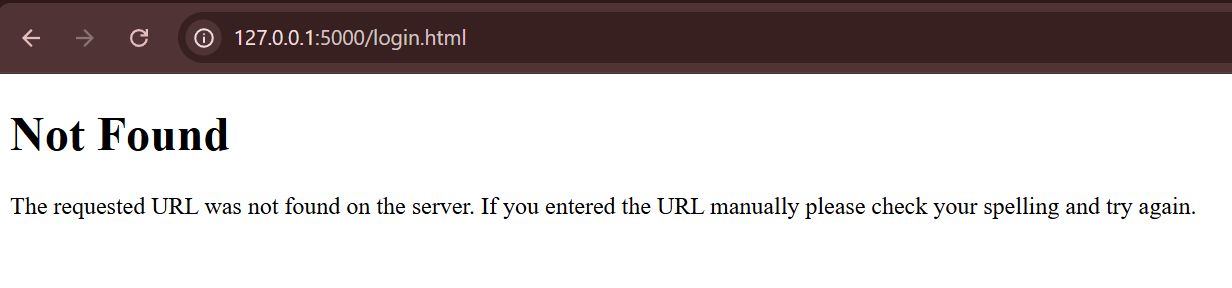 127.0.0.1:5000/login.html
Not Found
The requested URL was not found on the server. If you entered the URL manually please check your spelling and try again.